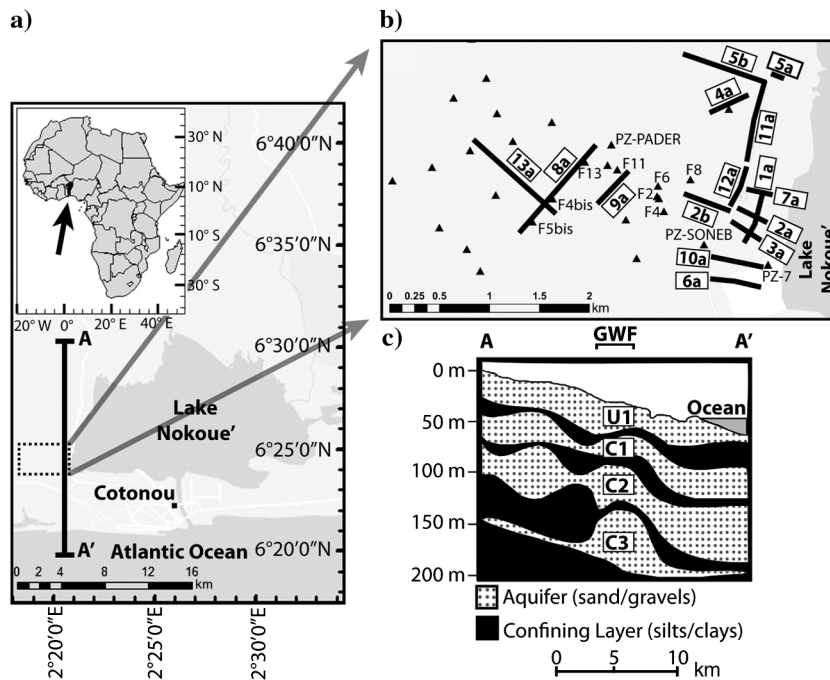 a)
30° N
10° N
10° S
30° S
20° W
0°
20° E
40° E
6°40′0″N
6°35′0″N
6°30′0″N
6°25′0″N
6°20′0″N
A
Lake
Nokoue’
Cotonou
A’
Atlantic Ocean
0 2 4 8 12 16
km
2°20′0″E
2°25′0″E
2°30′0″E
b)
5b
5a
4a
11a
PZ-PADER
13a
8a
F13
F11
F6
F8
12a
1a
9a
F2
7a
F4bis
F4
2b
2a
F5bis
PZ-SONEB
3a
10a
PZ-7
6a
Lake
Nokoue’
0 0.25 0.5 1 1.5 2
km
c)
A
GWF
A’
0 m
50 m
100 m
150 m
200 m
U1
Ocean
C1
C2
C3
Aquifer (sand/gravels)
Confining Layer (silts/clays)
0 5 10
km